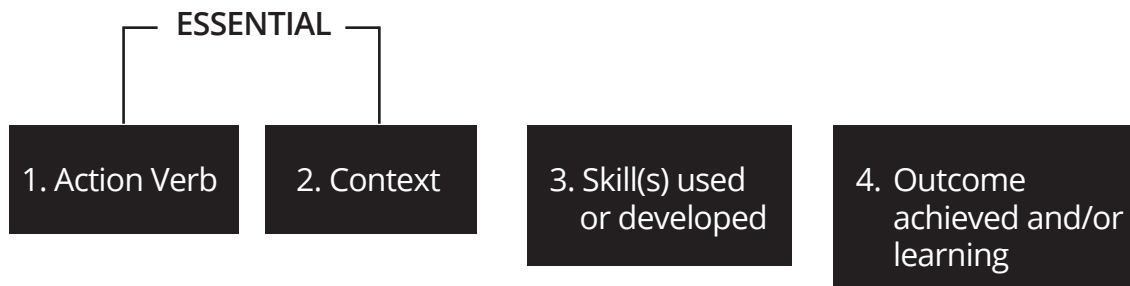 ESSENTIAL
1. Action Verb
2. Context
3. Skill(s) used
or developed
4. Outcome
achieved and/or
learning